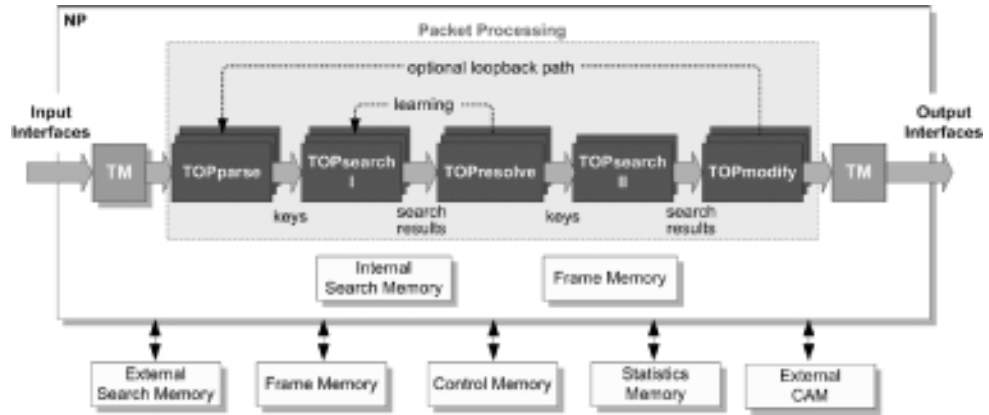 NP
Packet Processing
optional loopback path
learning
Input
Interfaces
Output
Interfaces
TM
TOPparse
TOPsearch
I
TOPresolve
TOPsearch
II
TOPmodify
TM
keys
search
results
keys
search
results
Internal
Search Memory
Frame Memory
External
Search Memory
Frame Memory
Control Memory
Statistics
Memory
External
CAM